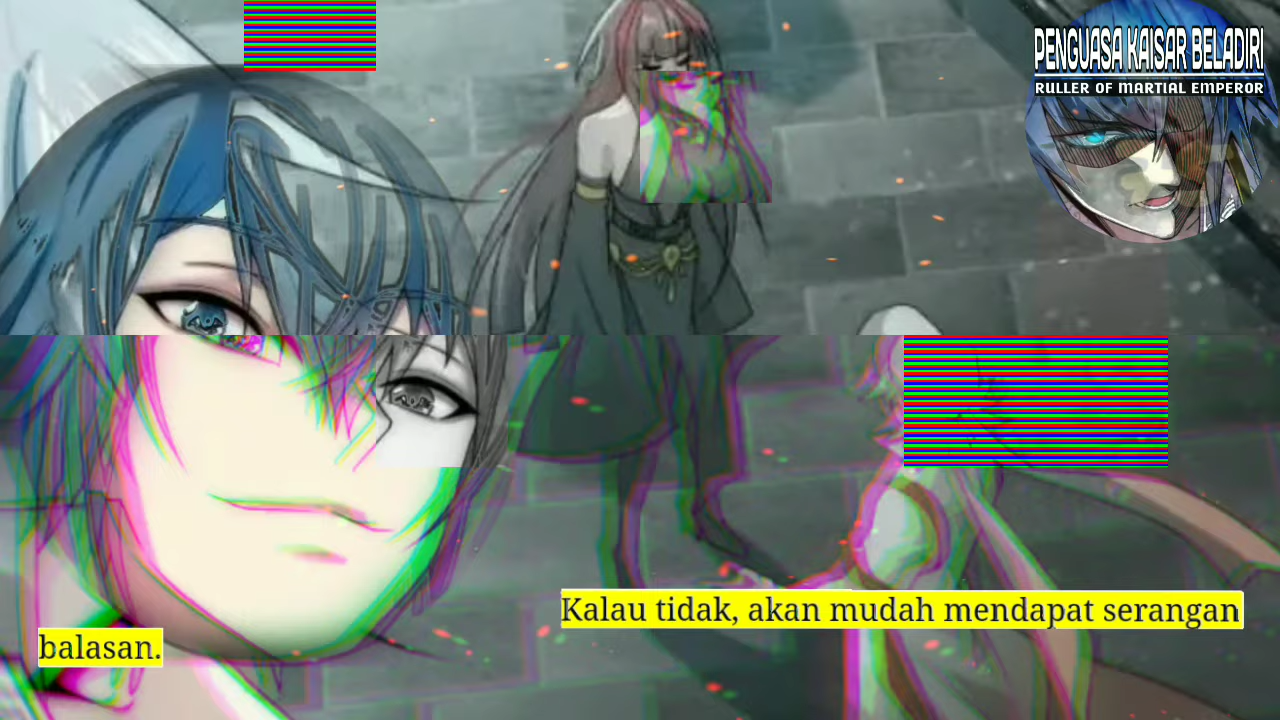 PENGUASA KAISAR BELADIRI
RULLER OF MARTIAL EMPEROR
Kalau tidak, akan mudah mendapat serangan
balasan.